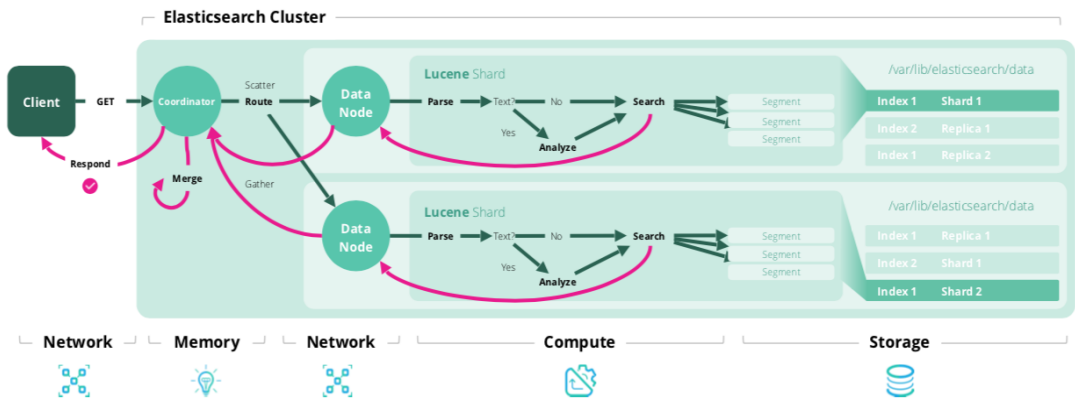 Elasticsearch Cluster
Client
GET
Coordinator
Scatter
Route
Data
Node
Respond
Merge
Gather
Lucene Shard
Parse
Text?
No
Yes
Analyze
Search
Segment
Segment
Segment
/var/lib/elasticsearch/data
Index 1 Shard 1
Index 2 Replica 1
Index 1 Replica 2
Data
Node
Lucene Shard
Parse
Text?
No
Yes
Analyze
Search
Segment
Segment
Segment
/var/lib/elasticsearch/data
Index 1 Replica 1
Index 2 Shard 1
Index 1 Shard 2
Network
Memory
Network
Compute
Storage